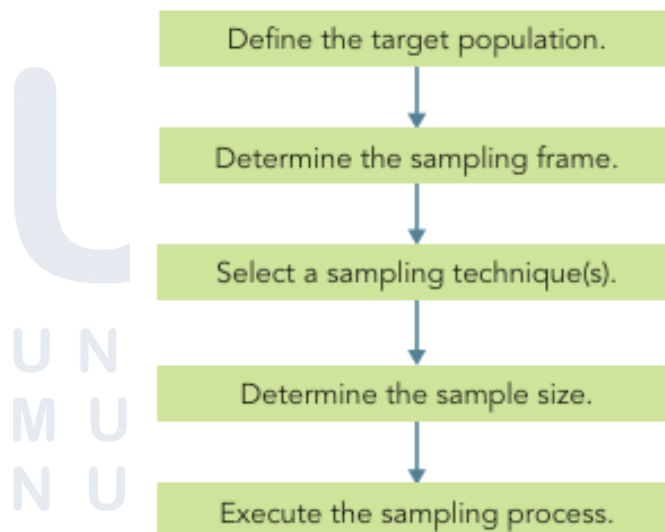 Define the target population.
Determine the sampling frame.
Select a sampling technique(s).
Determine the sample size.
Execute the sampling process.
U N
M U
N U